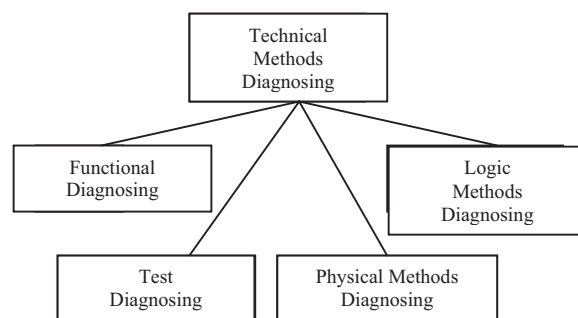 Technical
Methods
Diagnosing
Functional
Diagnosing
Logic
Methods
Diagnosing
Test
Diagnosing
Physical Methods
Diagnosing